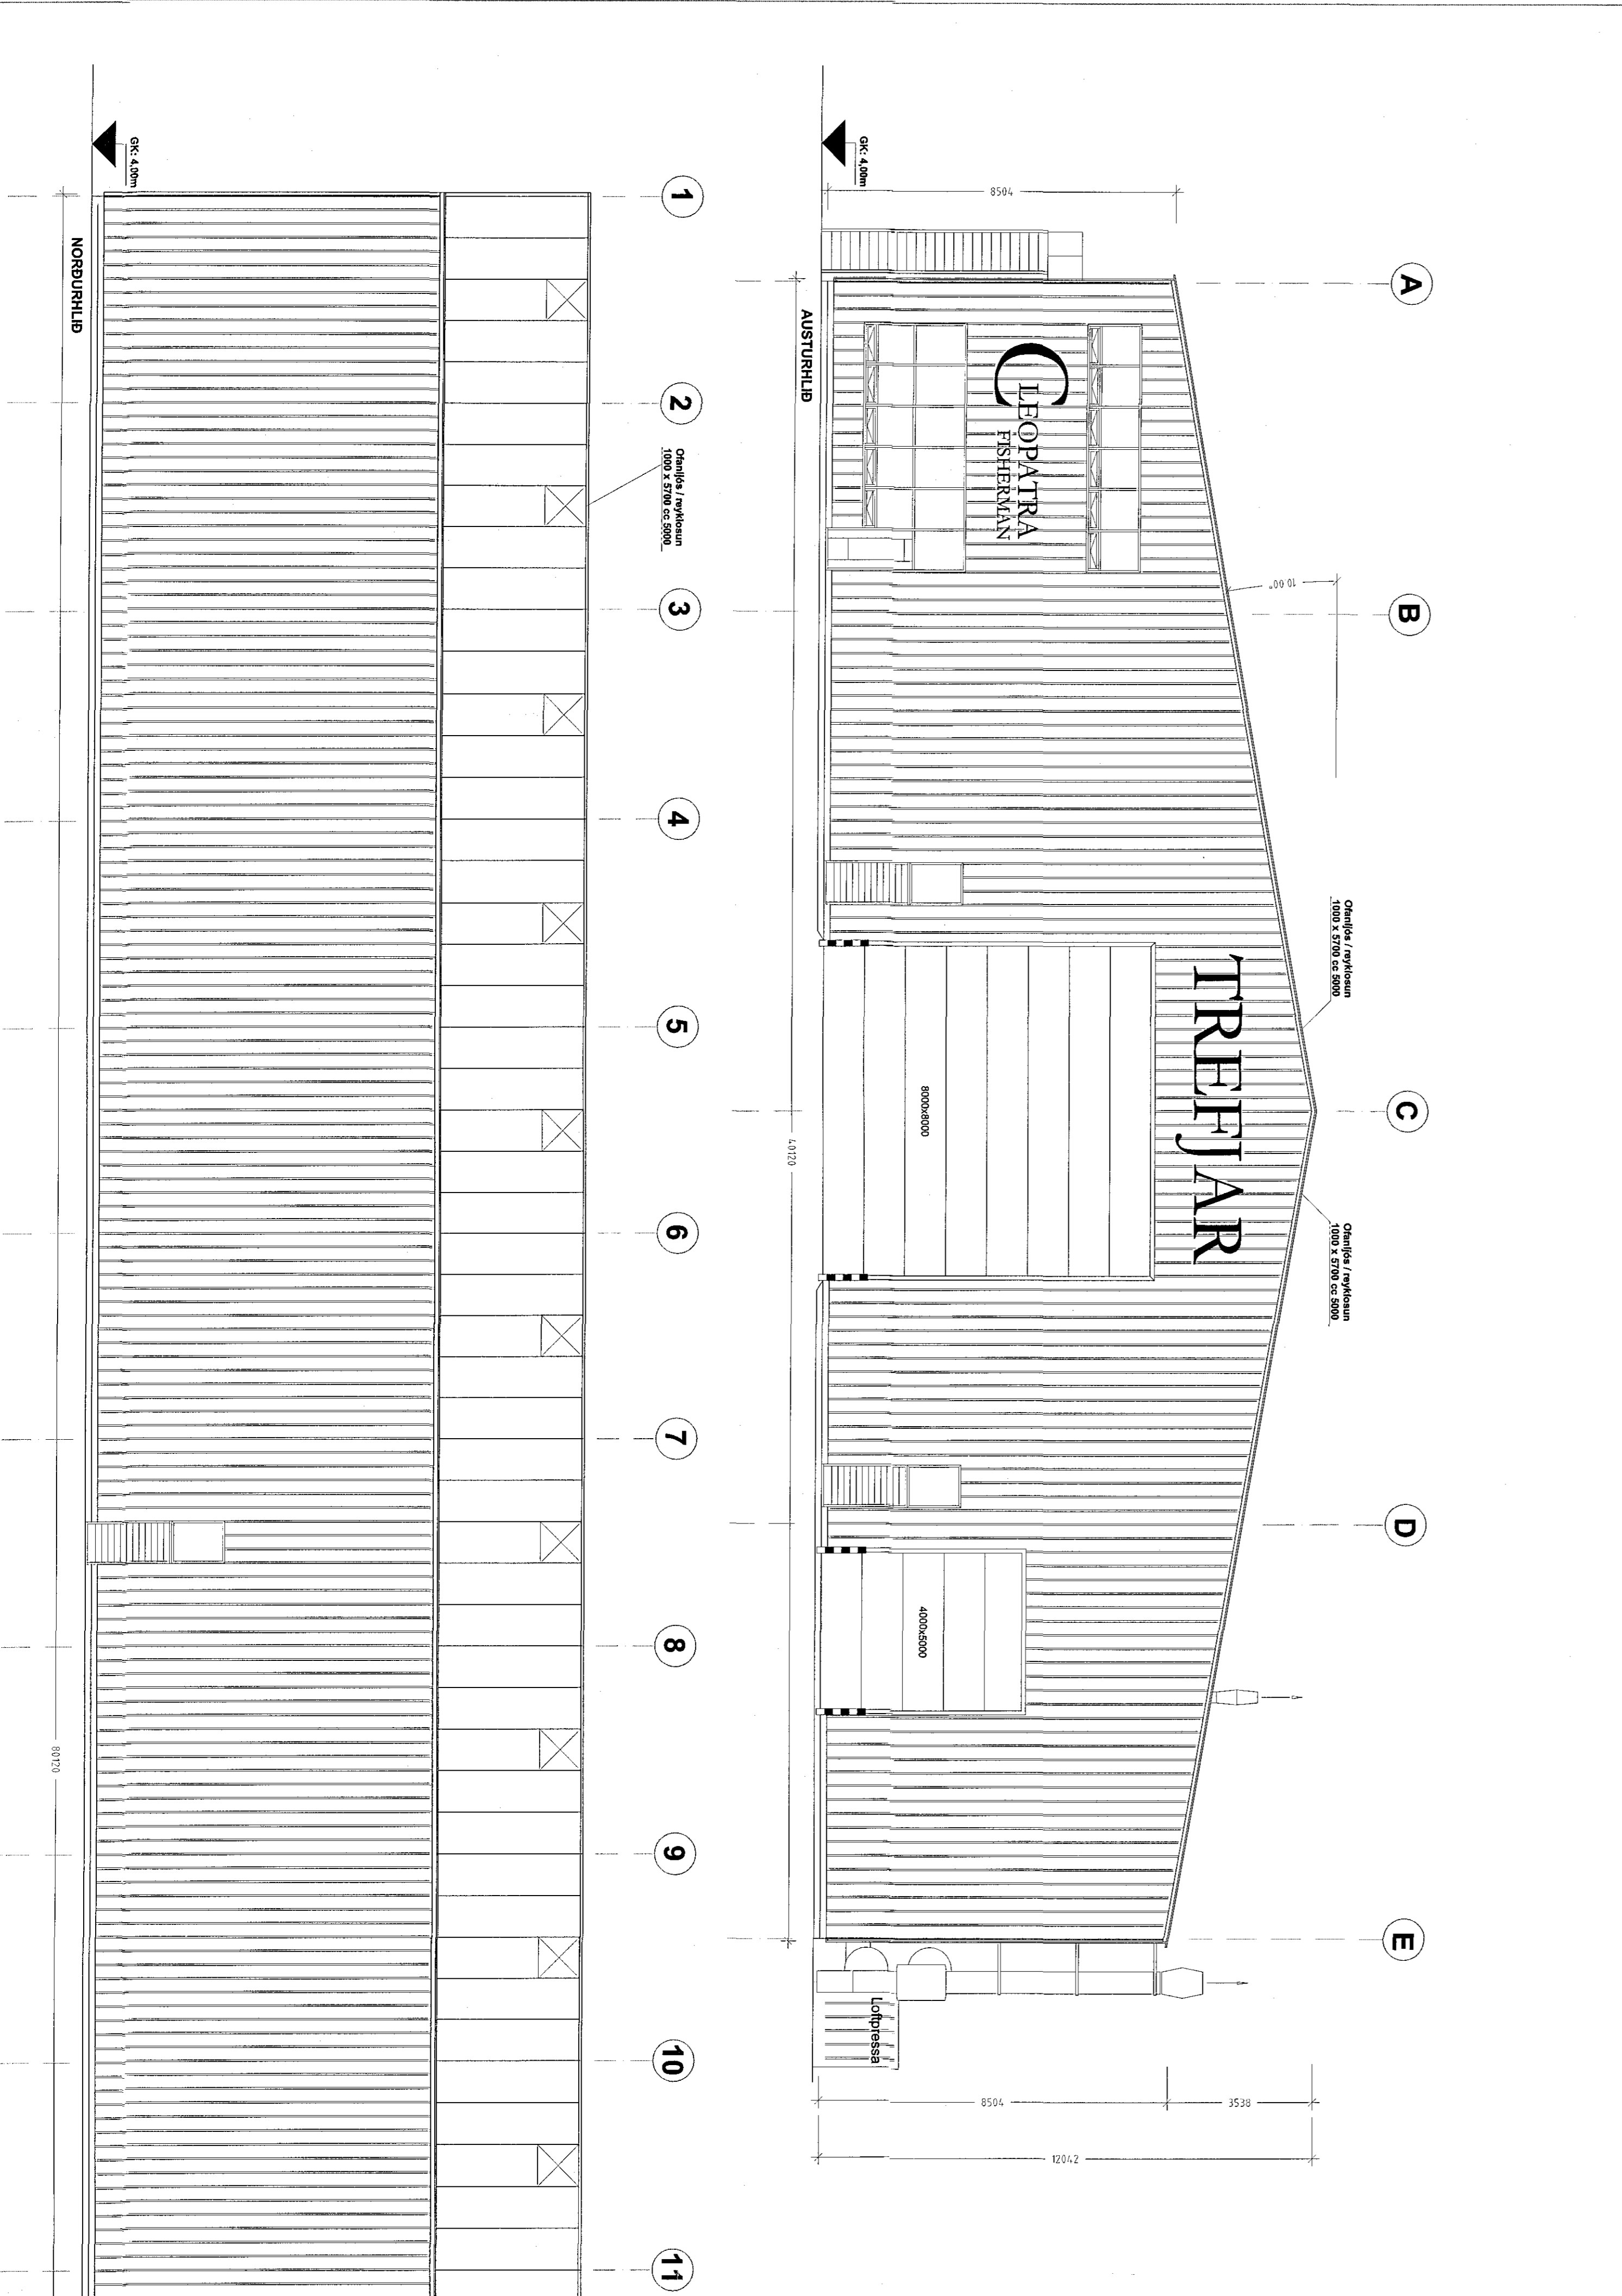 A
B
C
D
E
Ofanljós / reyklosun
1000 x 5700 cc 5000
Ofanljós / reyklosun
1000 x 5700 cc 5000
10.00°
TREFJAR
CLEOPATRA
FISHERMAN
8504
3538
8504
12042
8000x8000
4000x5000
Loftpressa
GK: 4,00m
AUSTURHLIÐ
40120
1
2
3
4
5
6
7
8
9
10
11
Ofanljós / reyklosun
1000 x 5700 cc 5000
GK: 4,00m
NORÐURHLIÐ
80120